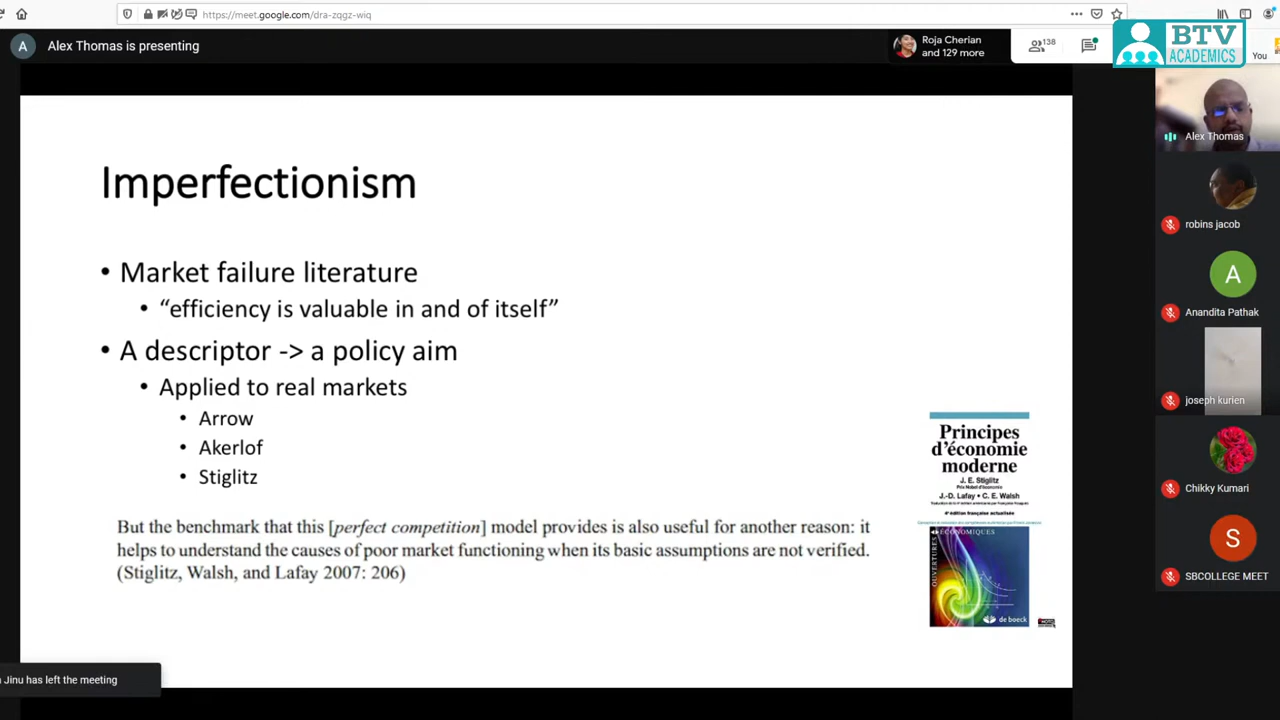 https://meet.google.com/dra-zqgz-wiq
BTV
ACADEMICS
A
Alex Thomas is presenting
Roja Cherian
and 129 more
138
You
Imperfectionism
• Market failure literature
• “efficiency is valuable in and of itself”
• A descriptor -> a policy aim
• Applied to real markets
• Arrow
• Akerlof
• Stiglitz
But the benchmark that this [perfect competition] model provides is also useful for another reason: it
helps to understand the causes of poor market functioning when its basic assumptions are not verified.
(Stiglitz, Walsh, and Lafay 2007: 206)
Principes
d’économie
moderne
J. E. Stiglitz
Prix Nobel d'économie
J.-D. Lafay • C. E. Walsh
4e édition française actualisée
OUVERTURES
ÉCONOMIQUES
de boeck
Alex Thomas
robins jacob
A
Anandita Pathak
joseph kurien
Chikky Kumari
S
SBCOLLEGE MEET
Jinu has left the meeting